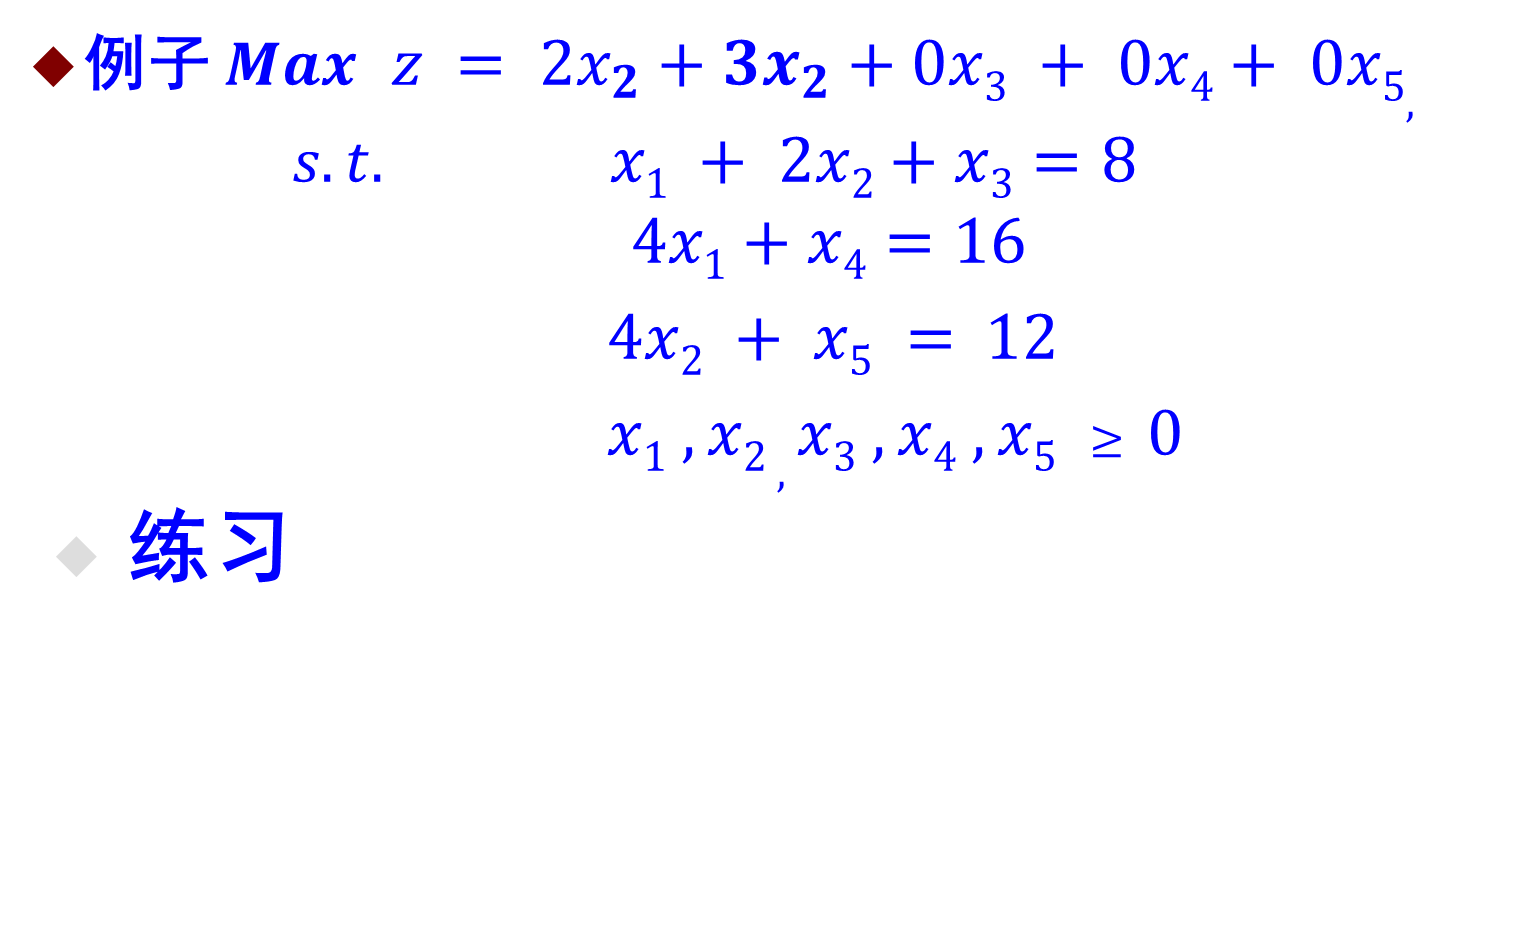 例子 Max z = 2x₂ + 3x₂ + 0x₃ + 0x₄ + 0x₅,
s.t. x₁ + 2x₂ + x₃ = 8
4x₁ + x₄ = 16
4x₂ + x₅ = 12
x₁ , x₂ , x₃ , x₄ , x₅ ≥ 0
练习